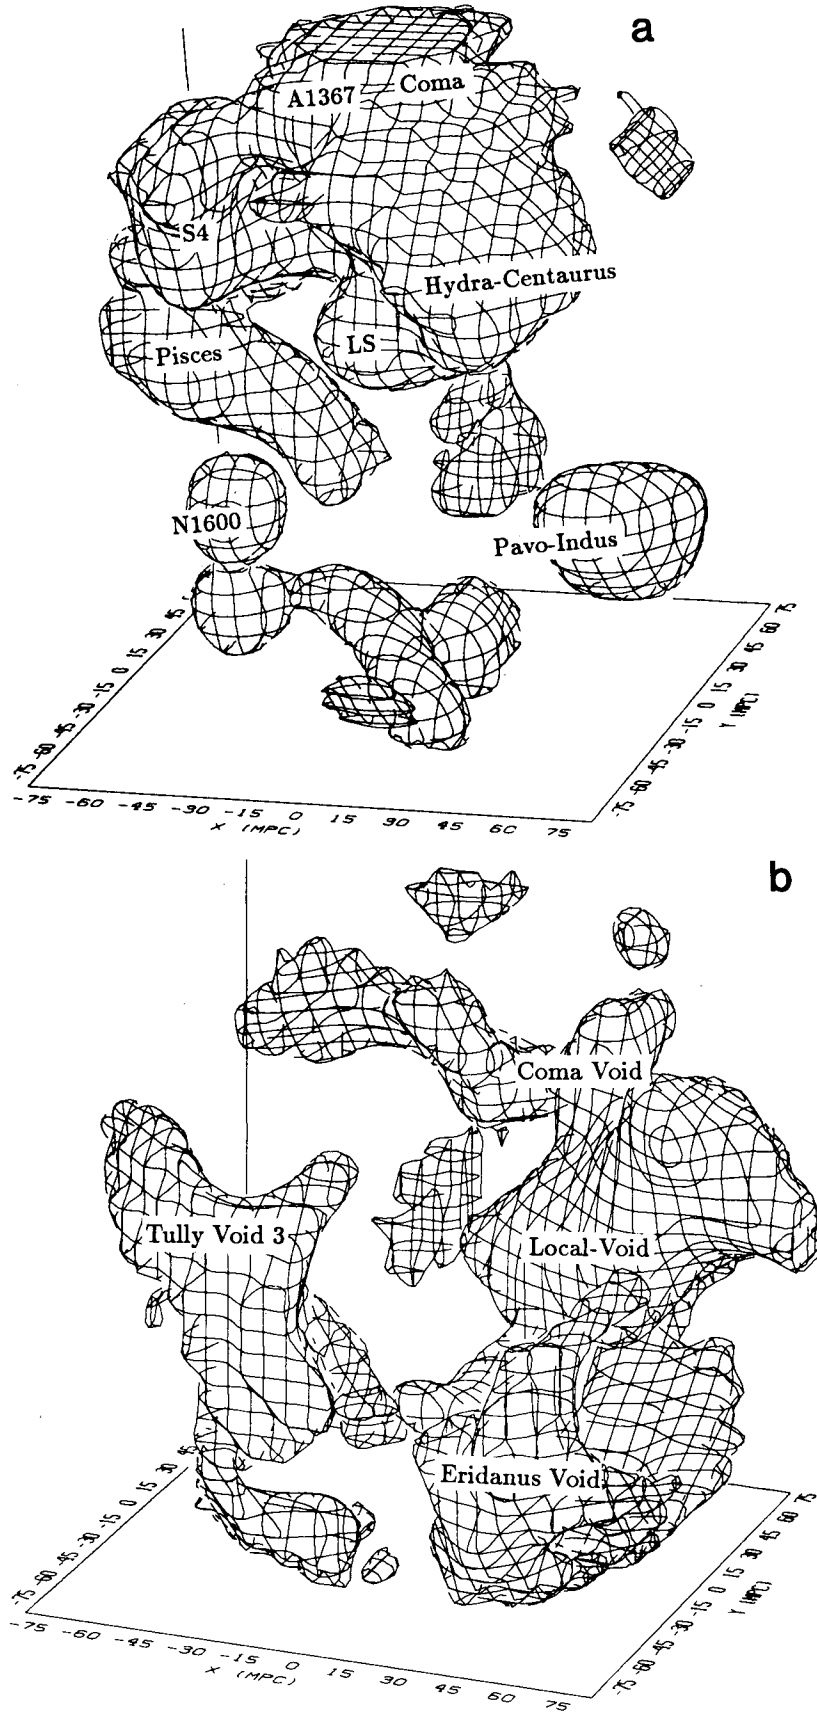 a
A1367 Coma
S4
Hydra-Centaurus
LS
Pisces
N1600
Pavo-Indus
-75 -60 -45 -30 -15 0 15 30 45
-75 -60 -45 -30 -15 0 15 30 45 60 75
X (MPC)
-75 -60 -45 -30 -15 0 15 30 45 60 75
Y (MPC)
b
Coma Void
Tully Void 3
Local-Void
Eridanus Void
-75 -60 -45 -30 -15 0 15 30 45
-75 -60 -45 -30 -15 0 15 30 45 60 75
X (MPC)
-75 -60 -45 -30 -15 0 15 30 45 60 75
Y (MPC)